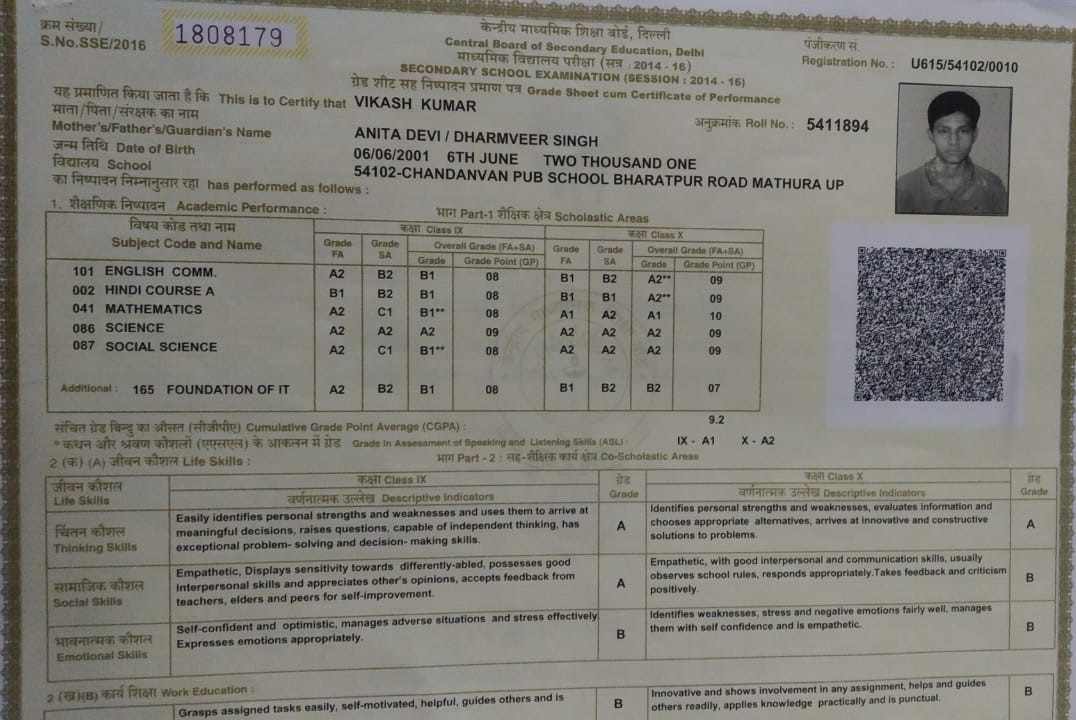 क्रम संख्या/
S.No.SSE/2016
1808179
केन्द्रीय माध्यमिक शिक्षा बोर्ड, दिल्ली
Central Board of Secondary Education, Delhi
माध्यमिक विद्यालय परीक्षा (सत्र : 2014 - 16)
SECONDARY SCHOOL EXAMINATION (SESSION : 2014 - 16)
ग्रेड शीट सह निष्पादन प्रमाण पत्र Grade Sheet cum Certificate of Performance
पंजीकरण सं.
Registration No. : U615/54102/0010
यह प्रमाणित किया जाता है कि This is to Certify that VIKASH KUMAR
अनुक्रमांक Roll No. : 5411894
माता/पिता/संरक्षक का नाम
Mother's/Father's/Guardian's Name ANITA DEVI / DHARMVEER SINGH
जन्म तिथि Date of Birth 06/06/2001 6TH JUNE TWO THOUSAND ONE
विद्यालय School 54102-CHANDANVAN PUB SCHOOL BHARATPUR ROAD MATHURA UP
का निष्पादन निम्नानुसार रहा has performed as follows :
1. शैक्षणिक निष्पादन Academic Performance : भाग Part-1 शैक्षिक क्षेत्र Scholastic Areas
विषय कोड तथा नाम कक्षा Class IX कक्षा Class X
Subject Code and Name Grade FA Grade SA Overall Grade (FA+SA) Grade FA Grade SA Overall Grade (FA+SA)
Grade Grade Point (GP) Grade Grade Point (GP)
101 ENGLISH COMM. A2 B2 B1 08 B1 B2 A2** 09
002 HINDI COURSE A B1 B2 B1 08 B1 B1 A2** 09
041 MATHEMATICS A2 C1 B1** 08 A1 A2 A1 10
086 SCIENCE A2 A2 A2 09 A2 A2 A2 09
087 SOCIAL SCIENCE A2 C1 B1** 08 A2 A2 A2 09
Additional : 165 FOUNDATION OF IT A2 B2 B1 08 B1 B2 B2 07
संचित ग्रेड बिन्दु का औसत (सीजीपीए) Cumulative Grade Point Average (CGPA) : 9.2
* कथन और श्रवण कौशलों (एएसएल) के आकलन में ग्रेड Grade in Assessment of Speaking and Listening Skills (ASL) : IX - A1 X - A2
2 (क) (A) जीवन कौशल Life Skills : भाग Part - 2 : सह-शैक्षिक कार्य क्षेत्र Co-Scholastic Areas
जीवन कौशल कक्षा Class IX ग्रेड कक्षा Class X ग्रेड
Life Skills वर्णनात्मक उल्लेख Descriptive Indicators Grade वर्णनात्मक उल्लेख Descriptive Indicators Grade
चिंतन कौशल
Thinking Skills
Easily identifies personal strengths and weaknesses and uses them to arrive at
meaningful decisions, raises questions, capable of independent thinking, has
exceptional problem- solving and decision- making skills.
A
Identifies personal strengths and weaknesses, evaluates information and
chooses appropriate alternatives, arrives at innovative and constructive
solutions to problems.
A
सामाजिक कौशल
Social Skills
Empathetic, Displays sensitivity towards differently-abled, possesses good
interpersonal skills and appreciates other's opinions, accepts feedback from
teachers, elders and peers for self-improvement.
A
Empathetic, with good interpersonal and communication skills, usually
observes school rules, responds appropriately.Takes feedback and criticism
positively.
B
भावनात्मक कौशल
Emotional Skills
Self-confident and optimistic, manages adverse situations and stress effectively.
Expresses emotions appropriately.
B
Identifies weaknesses, stress and negative emotions fairly well, manages
them with self confidence and is empathetic.
B
2 (ख)(B) कार्य शिक्षा Work Education :
Grasps assigned tasks easily, self-motivated, helpful, guides others and is
B
Innovative and shows involvement in any assignment, helps and guides
others readily, applies knowledge practically and is punctual.
B